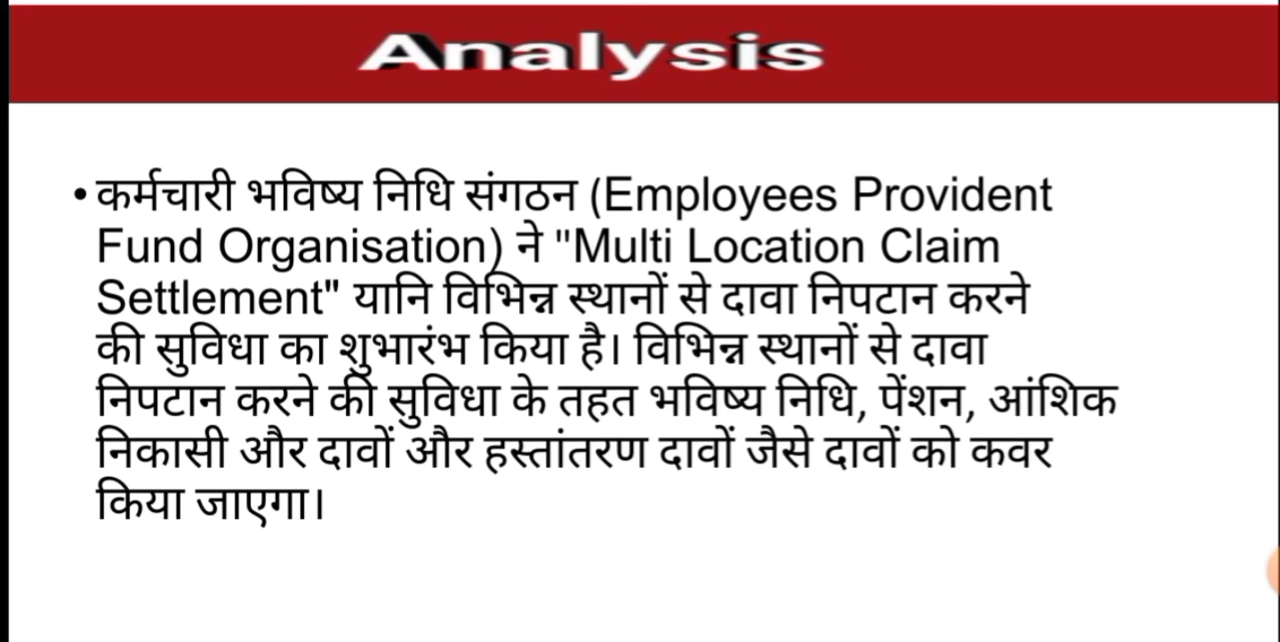 Analysis
• कर्मचारी भविष्य निधि संगठन (Employees Provident
Fund Organisation) ने "Multi Location Claim
Settlement" यानि विभिन्न स्थानों से दावा निपटान करने
की सुविधा का शुभारंभ किया है। विभिन्न स्थानों से दावा
निपटान करने की सुविधा के तहत भविष्य निधि, पेंशन, आंशिक
निकासी और दावों और हस्तांतरण दावों जैसे दावों को कवर
किया जाएगा।